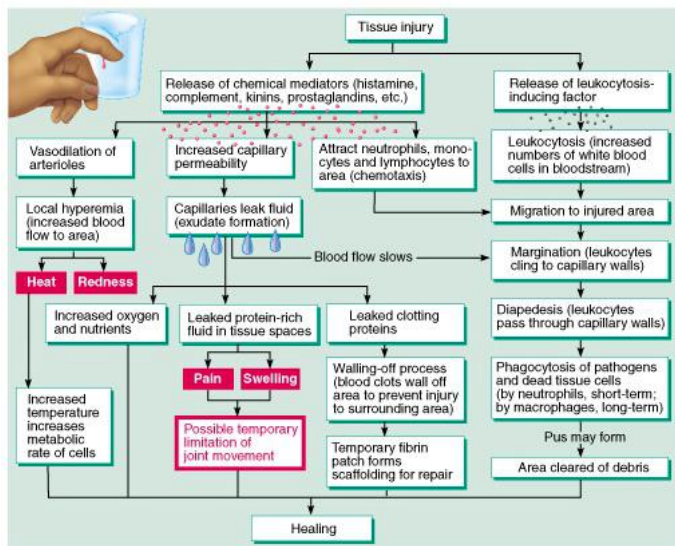 Tissue injury
Release of chemical mediators (histamine,
complement, kinins, prostaglandins, etc.)
Release of leukocytosis-
inducing factor
Vasodilation of
arterioles
Increased capillary
permeability
Attract neutrophils, mono-
cytes and lymphocytes to
area (chemotaxis)
Leukocytosis (increased
numbers of white blood
cells in bloodstream)
Local hyperemia
(increased blood
flow to area)
Capillaries leak fluid
(exudate formation)
Migration to injured area
Blood flow slows
Margination (leukocytes
cling to capillary walls)
Heat
Redness
Increased oxygen
and nutrients
Leaked protein-rich
fluid in tissue spaces
Leaked clotting
proteins
Diapedesis (leukocytes
pass through capillary walls)
Pain
Swelling
Walling-off process
(blood clots wall off
area to prevent injury
to surrounding area)
Phagocytosis of pathogens
and dead tissue cells
(by neutrophils, short-term;
by macrophages, long-term)
Increased
temperature
increases
metabolic
rate of cells
Possible temporary
limitation of
joint movement
Temporary fibrin
patch forms
scaffolding for repair
Pus may form
Area cleared of debris
Healing